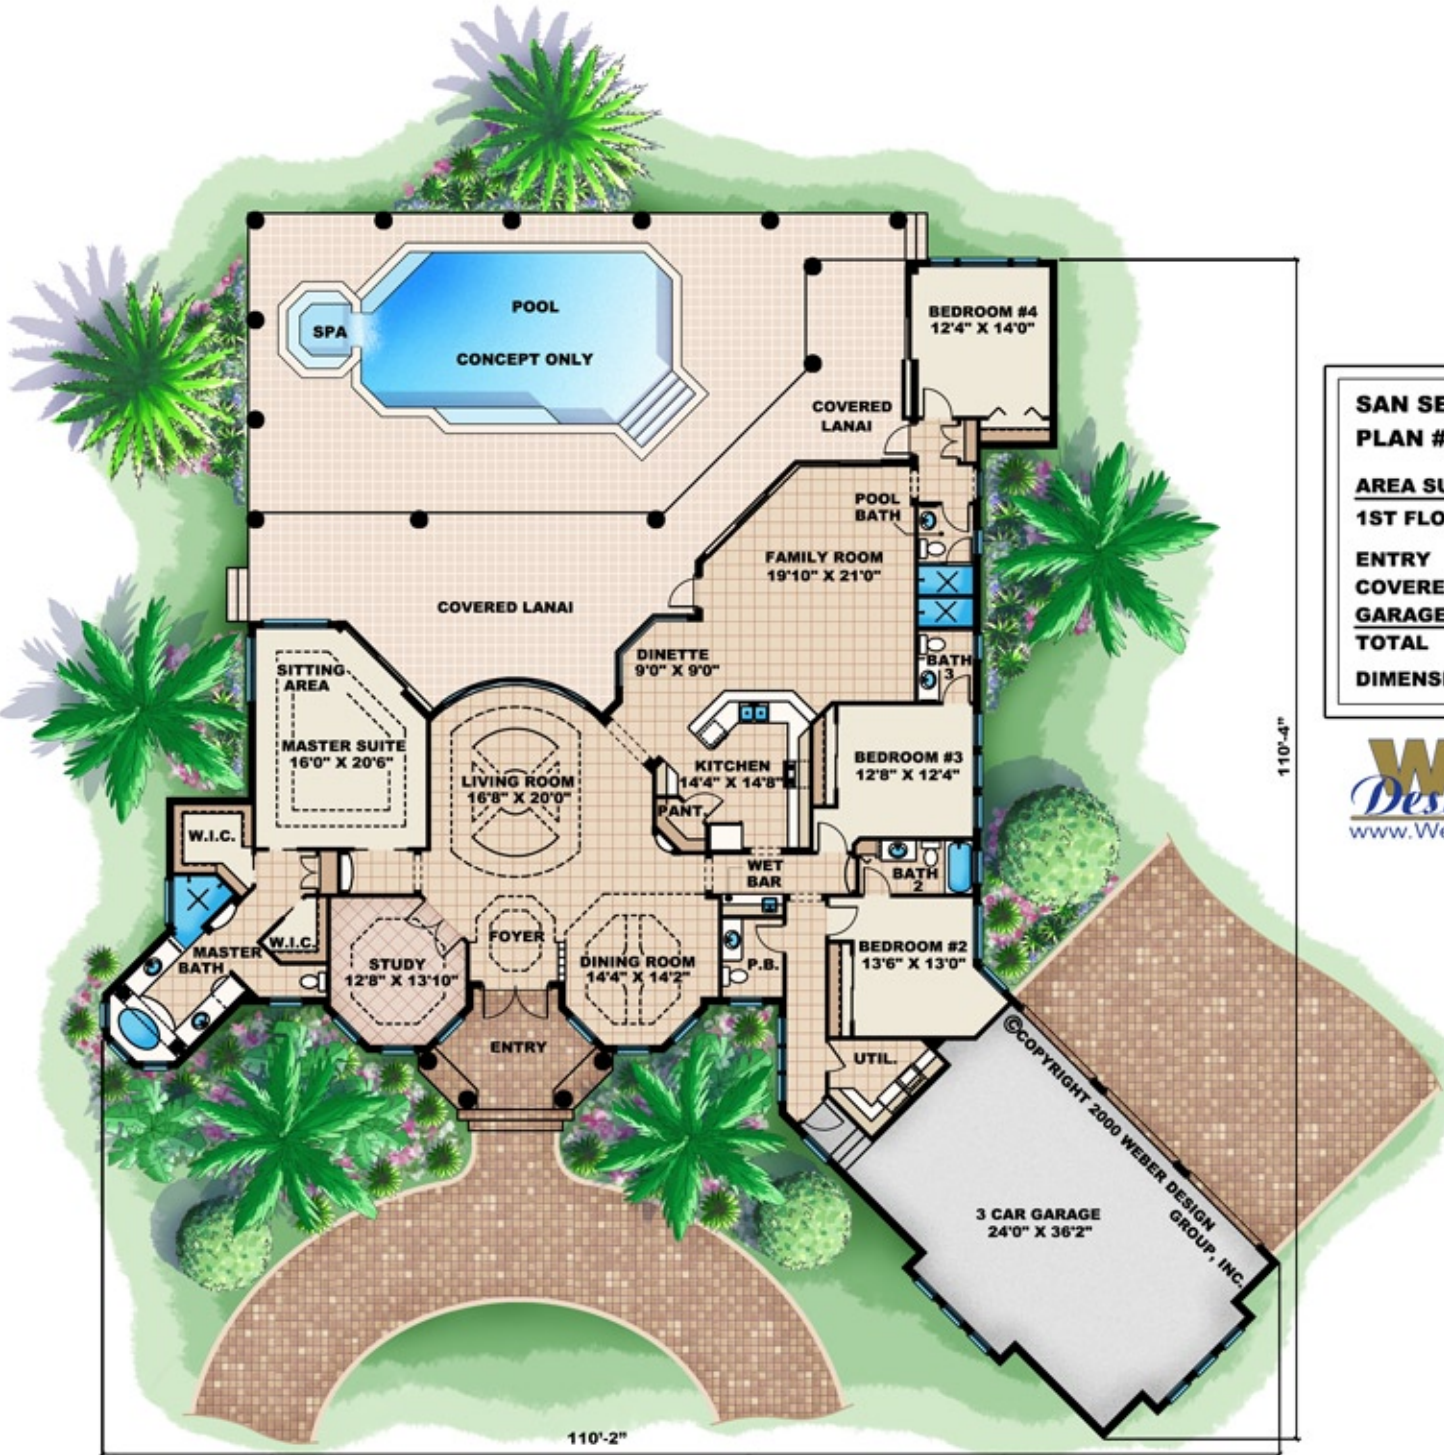 POOL
SPA
CONCEPT ONLY
BEDROOM #4
12'4" X 14'0"
COVERED
LANAI
POOL
BATH
FAMILY ROOM
19'10" X 21'0"
COVERED LANAI
DINETTE
9'0" X 9'0"
BATH
3
SITTING
AREA
MASTER SUITE
16'0" X 20'6"
LIVING ROOM
16'8" X 20'0"
KITCHEN
14'4" X 14'8"
PANT.
BEDROOM #3
12'8" X 12'4"
W.I.C.
WET
BAR
BATH
2
W.I.C.
MASTER
BATH
STUDY
12'8" X 13'10"
FOYER
DINING ROOM
14'4" X 14'2"
P.B.
BEDROOM #2
13'6" X 13'0"
ENTRY
UTIL.
3 CAR GARAGE
24'0" X 36'2"
©COPYRIGHT 2000 WEBER DESIGN
GROUP, INC.
110'-4"
110'-2"
SAN SE
PLAN #
AREA SU
1ST FLO
ENTRY
COVERE
GARAGE
TOTAL
DIMENS
W
Des
www.We